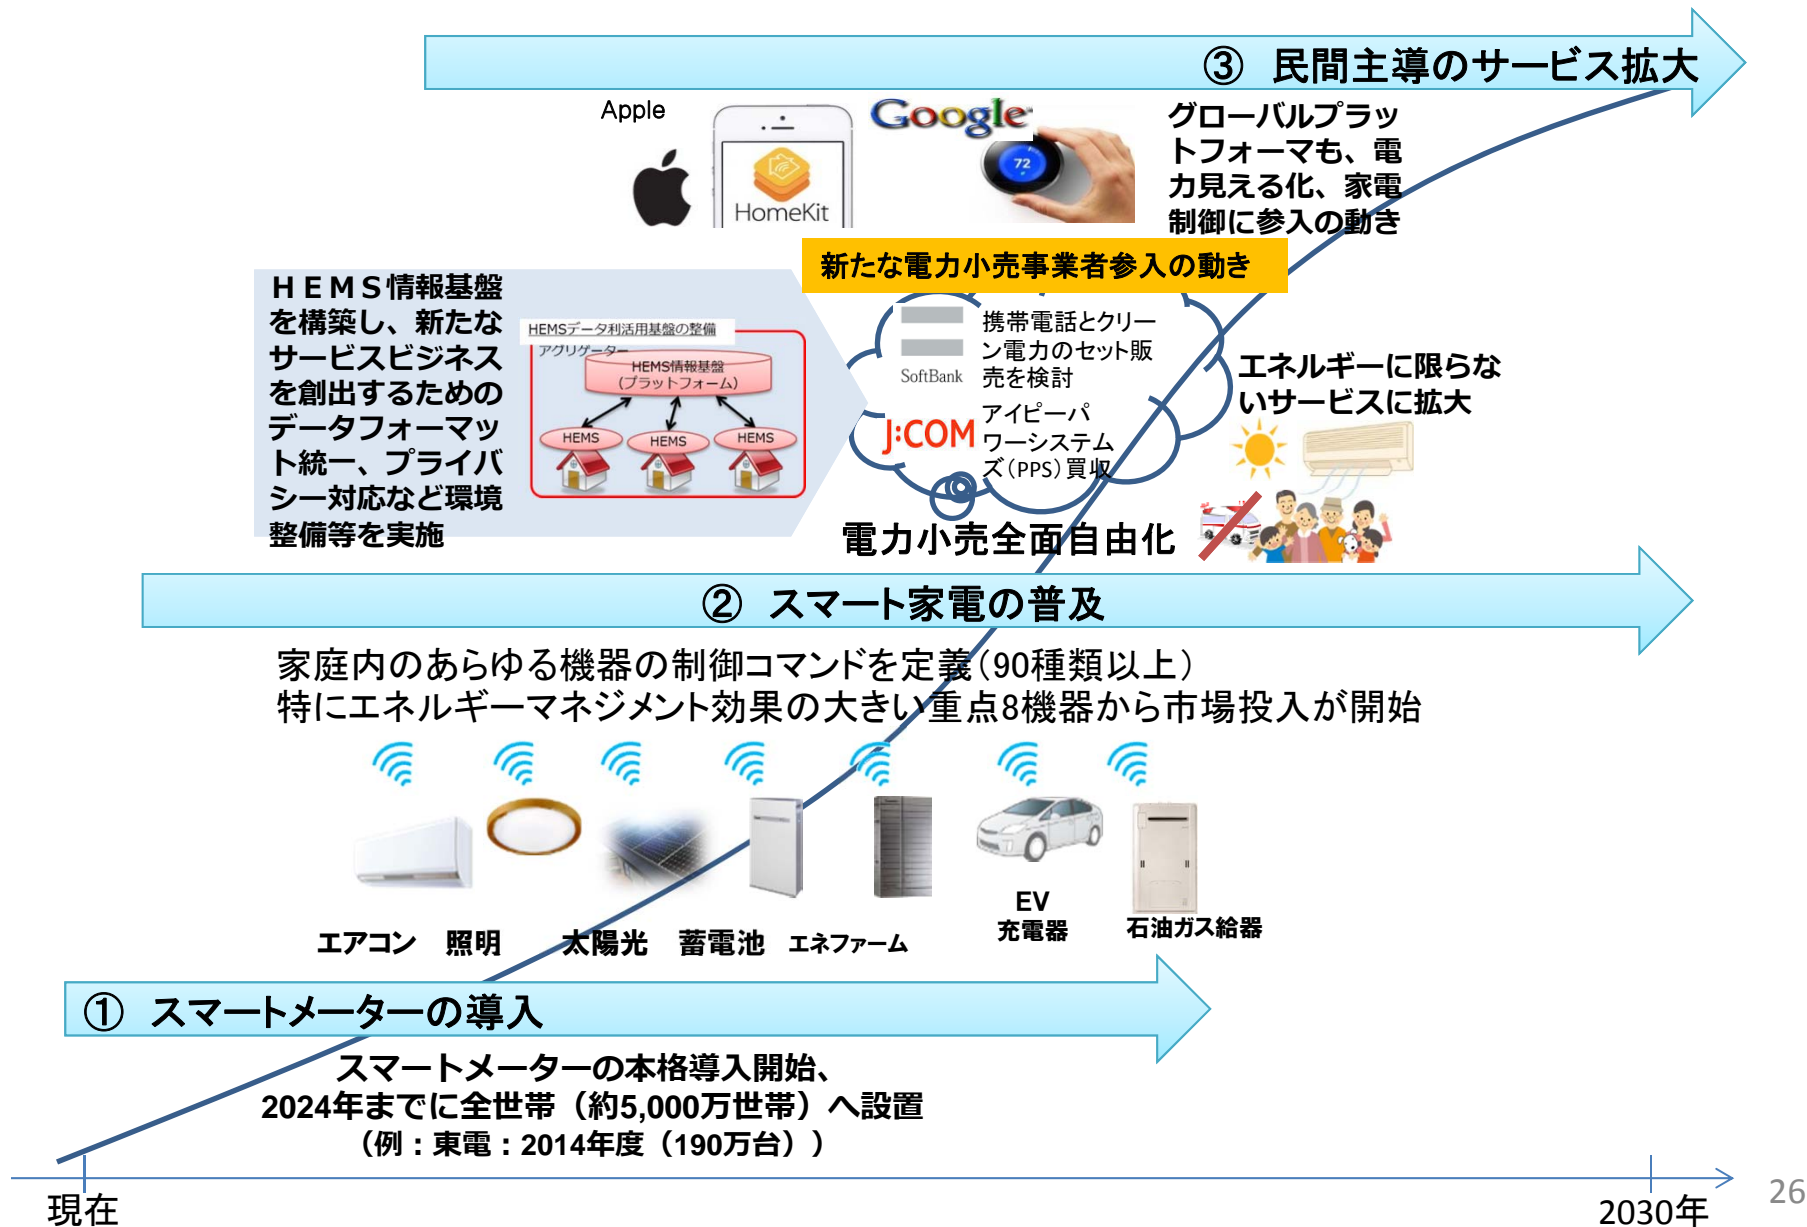 ③ 民間主導のサービス拡大
Apple
HomeKit
Google
72
グローバルプラッ
トフォーマも、電
力見える化、家電
制御に参入の動き
新たな電力小売事業者参入の動き
ＨＥＭＳ情報基盤
を構築し、新たな
サービスビジネス
を創出するための
データフォーマッ
ト統一、プライバ
シー対応など環境
整備等を実施
HEMSデータ利活用基盤の整備
アグリゲーター
HEMS情報基盤
(プラットフォーム)
HEMS
HEMS
HEMS
SoftBank
携帯電話とクリー
ン電力のセット販
売を検討
J:COM
アイピーパ
ワーシステム
ズ(PPS)買収
電力小売全面自由化
エネルギーに限らな
いサービスに拡大
② スマート家電の普及
家庭内のあらゆる機器の制御コマンドを定義(90種類以上)
特にエネルギーマネジメント効果の大きい重点8機器から市場投入が開始
エアコン
照明
太陽光
蓄電池
エネファーム
EV
充電器
石油ガス給器
① スマートメーターの導入
スマートメーターの本格導入開始、
2024年までに全世帯（約5,000万世帯）へ設置
（例：東電：2014年度（190万台））
現在
2030年
26